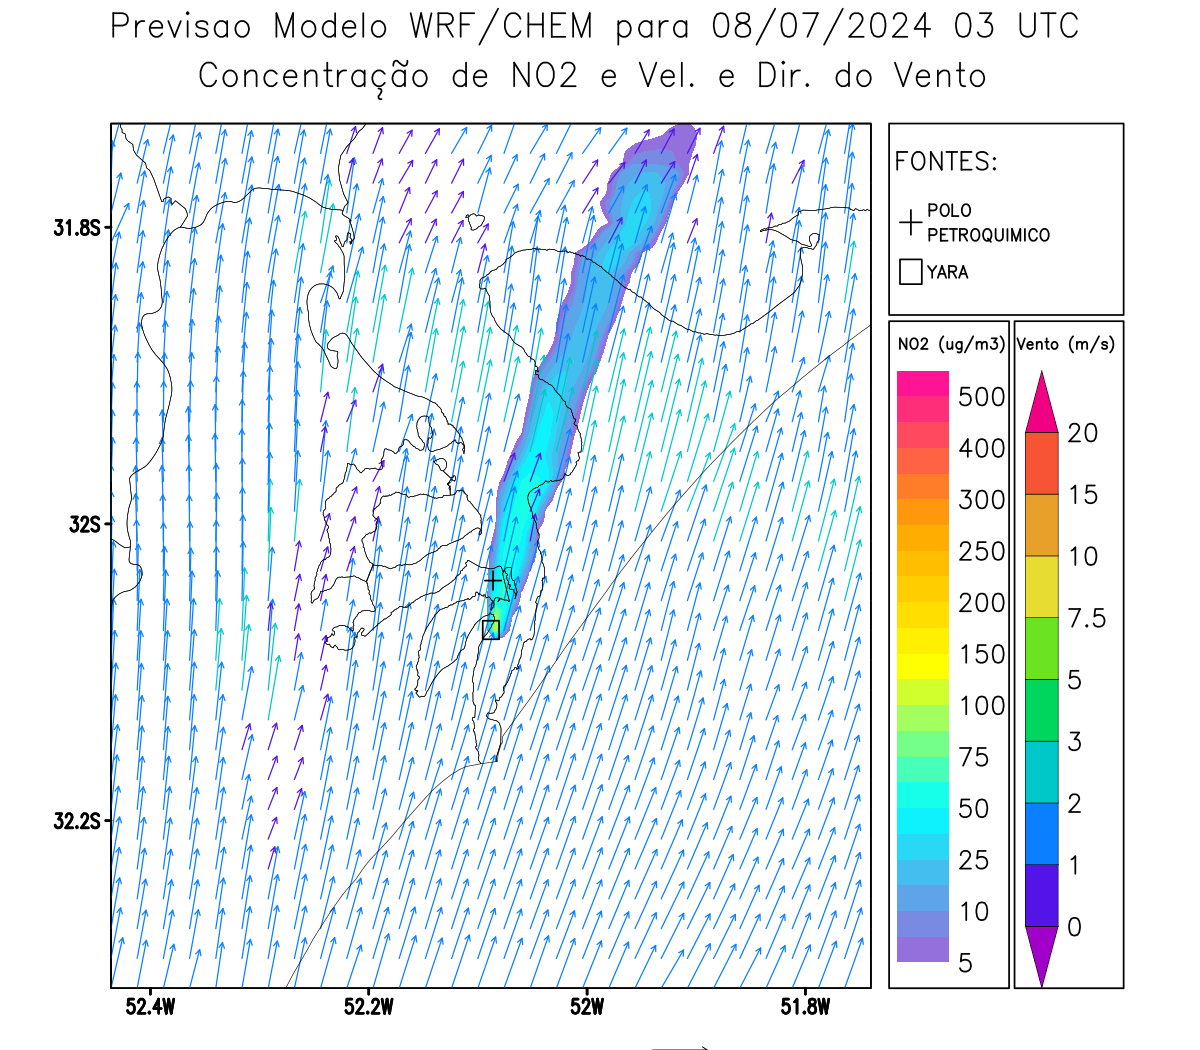 Previsao Modelo WRF/CHEM para 08/07/2024 03 UTC
Concentração de NO2 e Vel. e Dir. do Vento
FONTES:
POLO
PETROQUIMICO
YARA
NO2 (ug/m3)
500
400
300
250
200
150
100
75
50
25
10
5
Vento (m/s)
20
15
10
7.5
5
3
2
1
0
31.8S
32S
32.2S
52.4W
52.2W
52W
51.8W